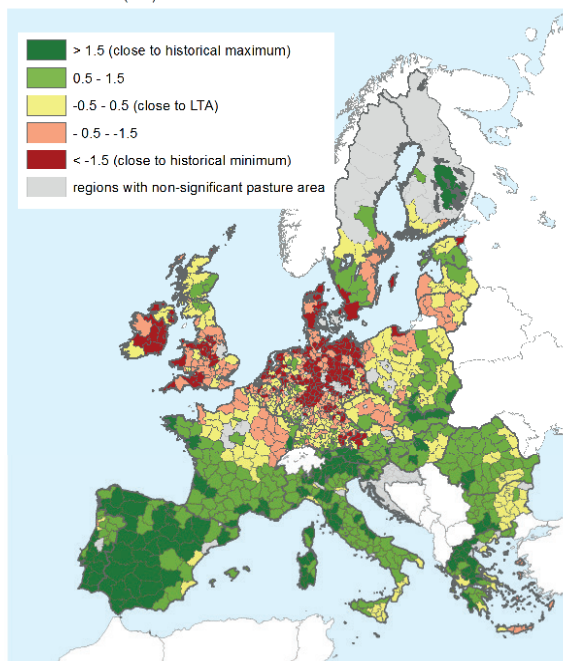 > 1.5 (close to historical maximum)
0.5 - 1.5
-0.5 - 0.5 (close to LTA)
- 0.5 - -1.5
< -1.5 (close to historical minimum)
regions with non-significant pasture area